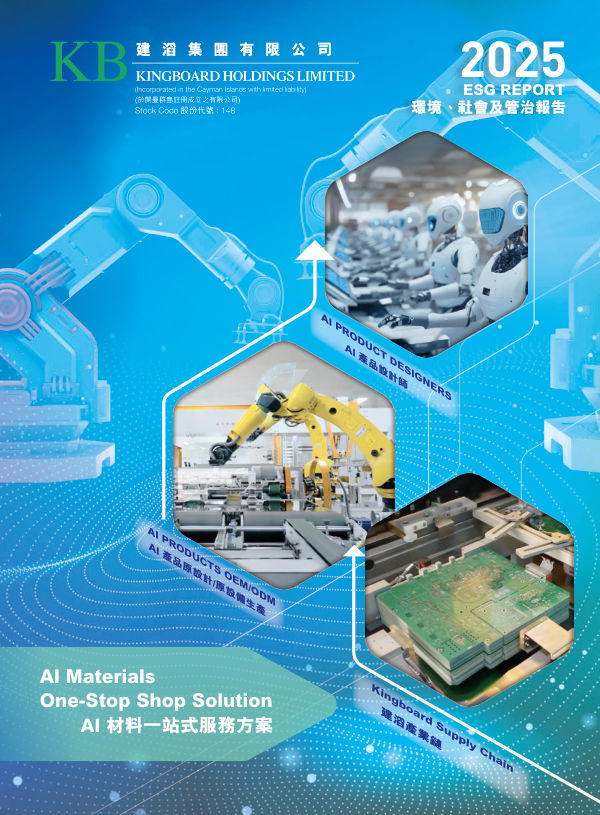 KB
建滔集團有限公司
KINGBOARD HOLDINGS LIMITED
(Incorporated in the Cayman Islands with limited liability)
(於開曼群島註冊成立之有限公司)
Stock Code 股份代號 : 148
2025
ESG REPORT
環境、社會及管治報告
AI PRODUCT DESIGNERS
AI 產品設計師
AI PRODUCTS OEM/ODM
AI 產品原設計/原設備生產
Kingboard Supply Chain
建滔產業鏈
AI Materials
One-Stop Shop Solution
AI 材料一站式服務方案